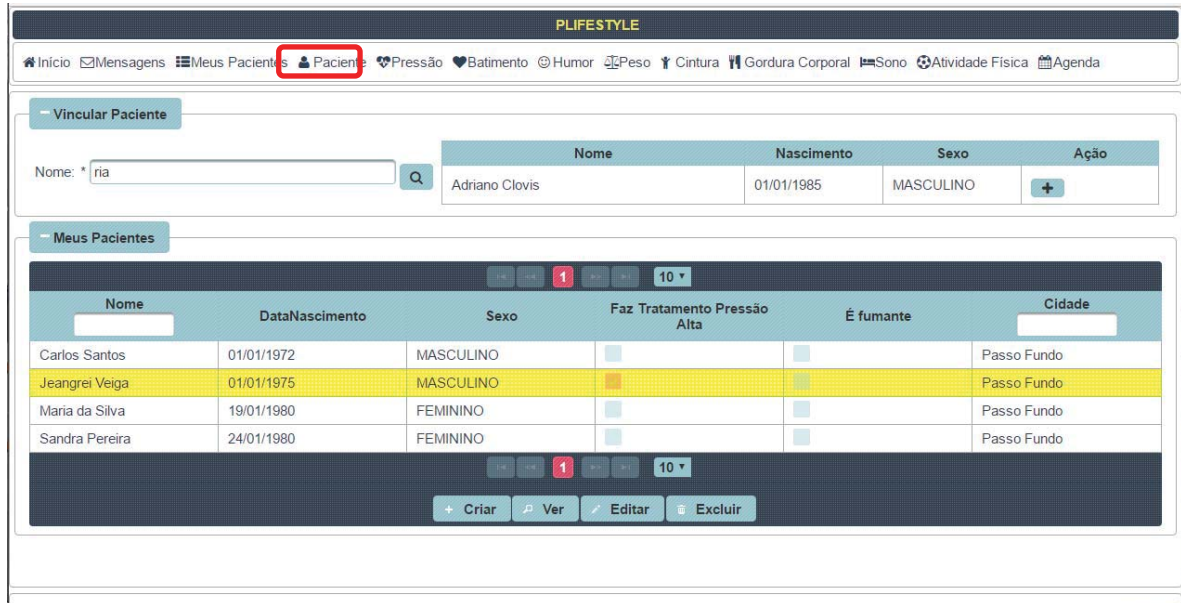 PLIFESTYLE
Início Mensagens Meus Pacientes Paciente Pressão Batimento Humor Peso Cintura Gordura Corporal Sono Atividade Física Agenda
Vincular Paciente
Nome: * ria
Nome Nascimento Sexo Ação
Adriano Clovis 01/01/1985 MASCULINO
Meus Pacientes
1 10
Nome DataNascimento Sexo Faz Tratamento Pressão Alta É fumante Cidade
Carlos Santos 01/01/1972 MASCULINO Passo Fundo
Jeangrei Veiga 01/01/1975 MASCULINO Passo Fundo
Maria da Silva 19/01/1980 FEMININO Passo Fundo
Sandra Pereira 24/01/1980 FEMININO Passo Fundo
1 10
Criar Ver Editar Excluir